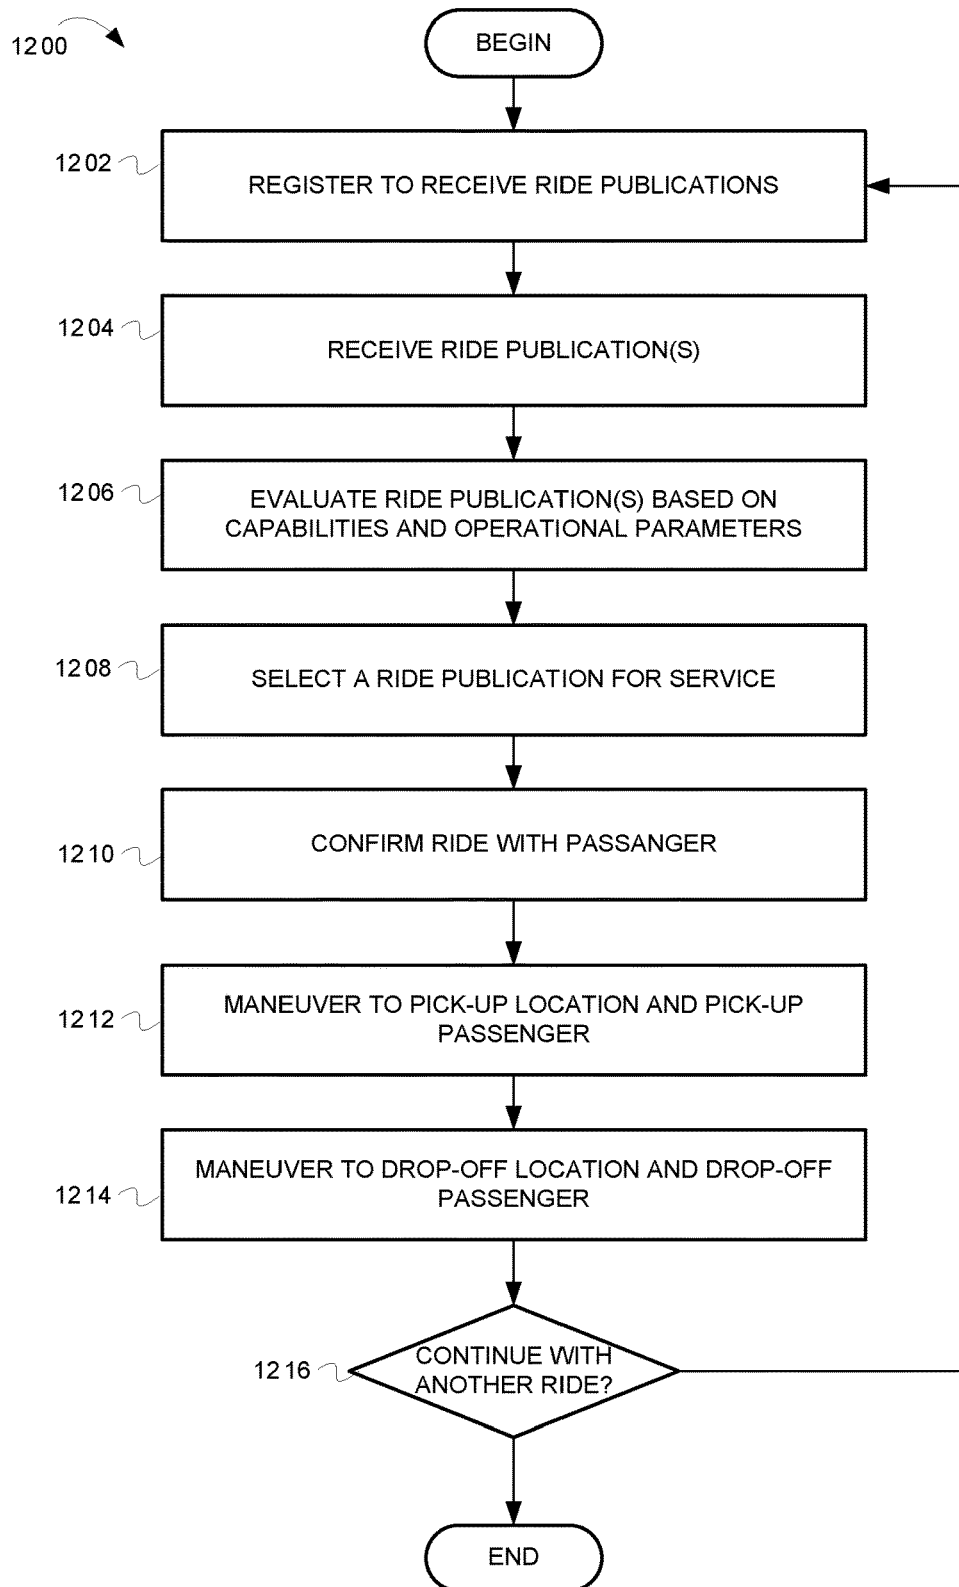 1200
BEGIN
1202
REGISTER TO RECEIVE RIDE PUBLICATIONS
1204
RECEIVE RIDE PUBLICATION(S)
1206
EVALUATE RIDE PUBLICATION(S) BASED ON
CAPABILITIES AND OPERATIONAL PARAMETERS
1208
SELECT A RIDE PUBLICATION FOR SERVICE
1210
CONFIRM RIDE WITH PASSANGER
1212
MANEUVER TO PICK-UP LOCATION AND PICK-UP
PASSENGER
1214
MANEUVER TO DROP-OFF LOCATION AND DROP-OFF
PASSENGER
1216
CONTINUE WITH
ANOTHER RIDE?
END